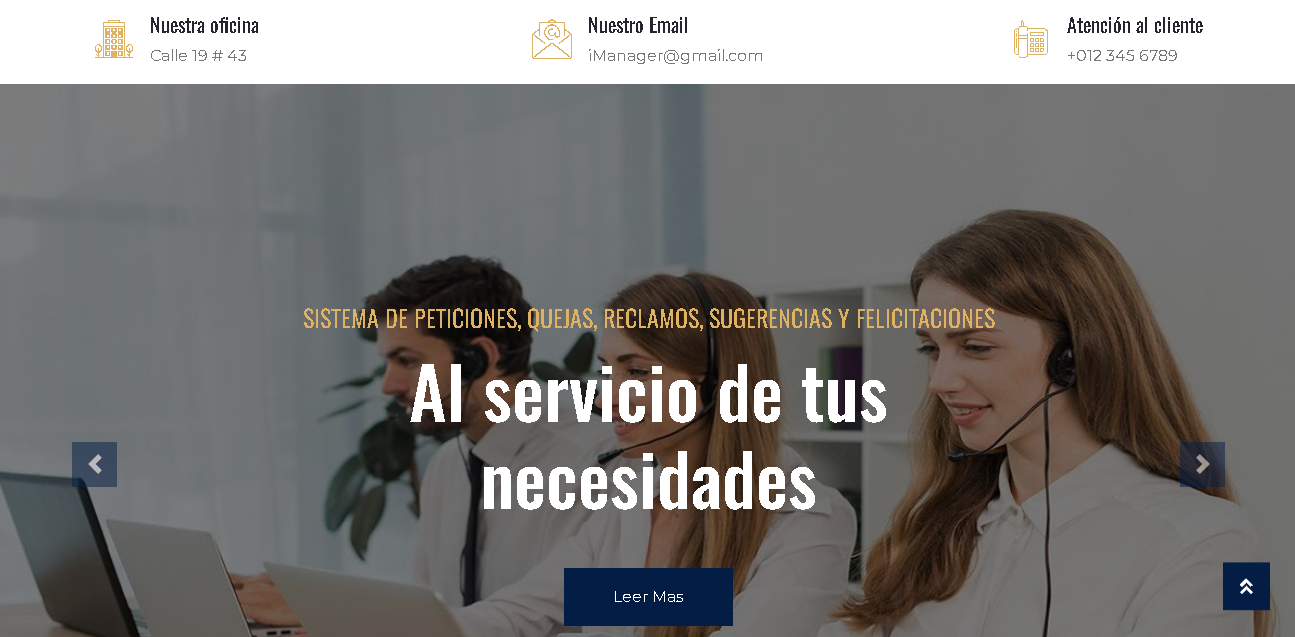 Nuestra oficina
Calle 19 # 43
Nuestro Email
iManager@gmail.com
Atención al cliente
+012 345 6789
SISTEMA DE PETICIONES, QUEJAS, RECLAMOS, SUGERENCIAS Y FELICITACIONES
Al servicio de tus
necesidades
Leer Mas